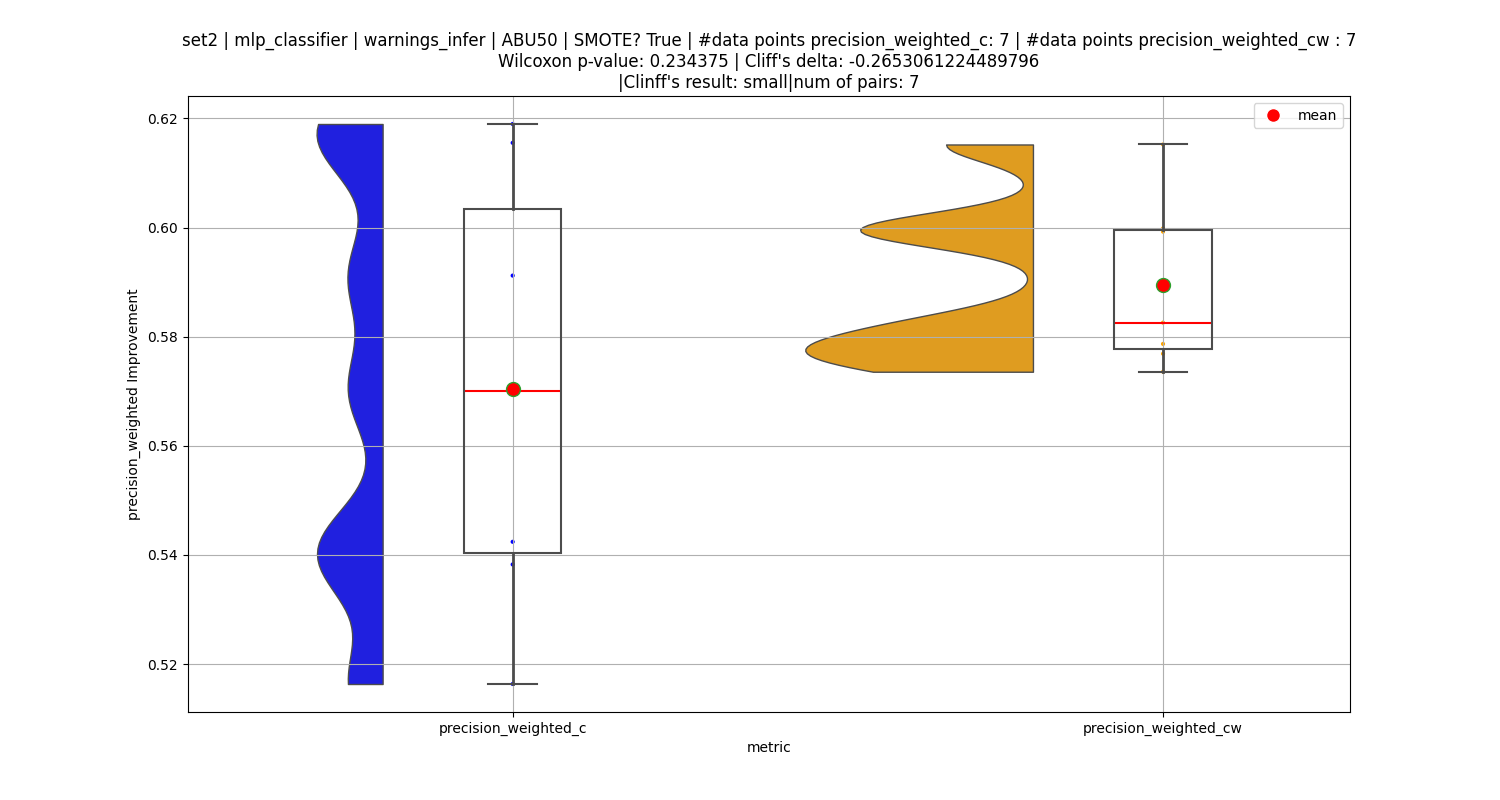 set2 | mlp_classifier | warnings_infer | ABU50 | SMOTE? True | #data points precision_weighted_c: 7 | #data points precision_weighted_cw : 7
Wilcoxon p-value: 0.234375 | Cliff's delta: -0.2653061224489796
|Clinff's result: small|num of pairs: 7
mean
0.62
0.60
0.58
0.56
0.54
0.52
precision_weighted Improvement
precision_weighted_c
precision_weighted_cw
metric